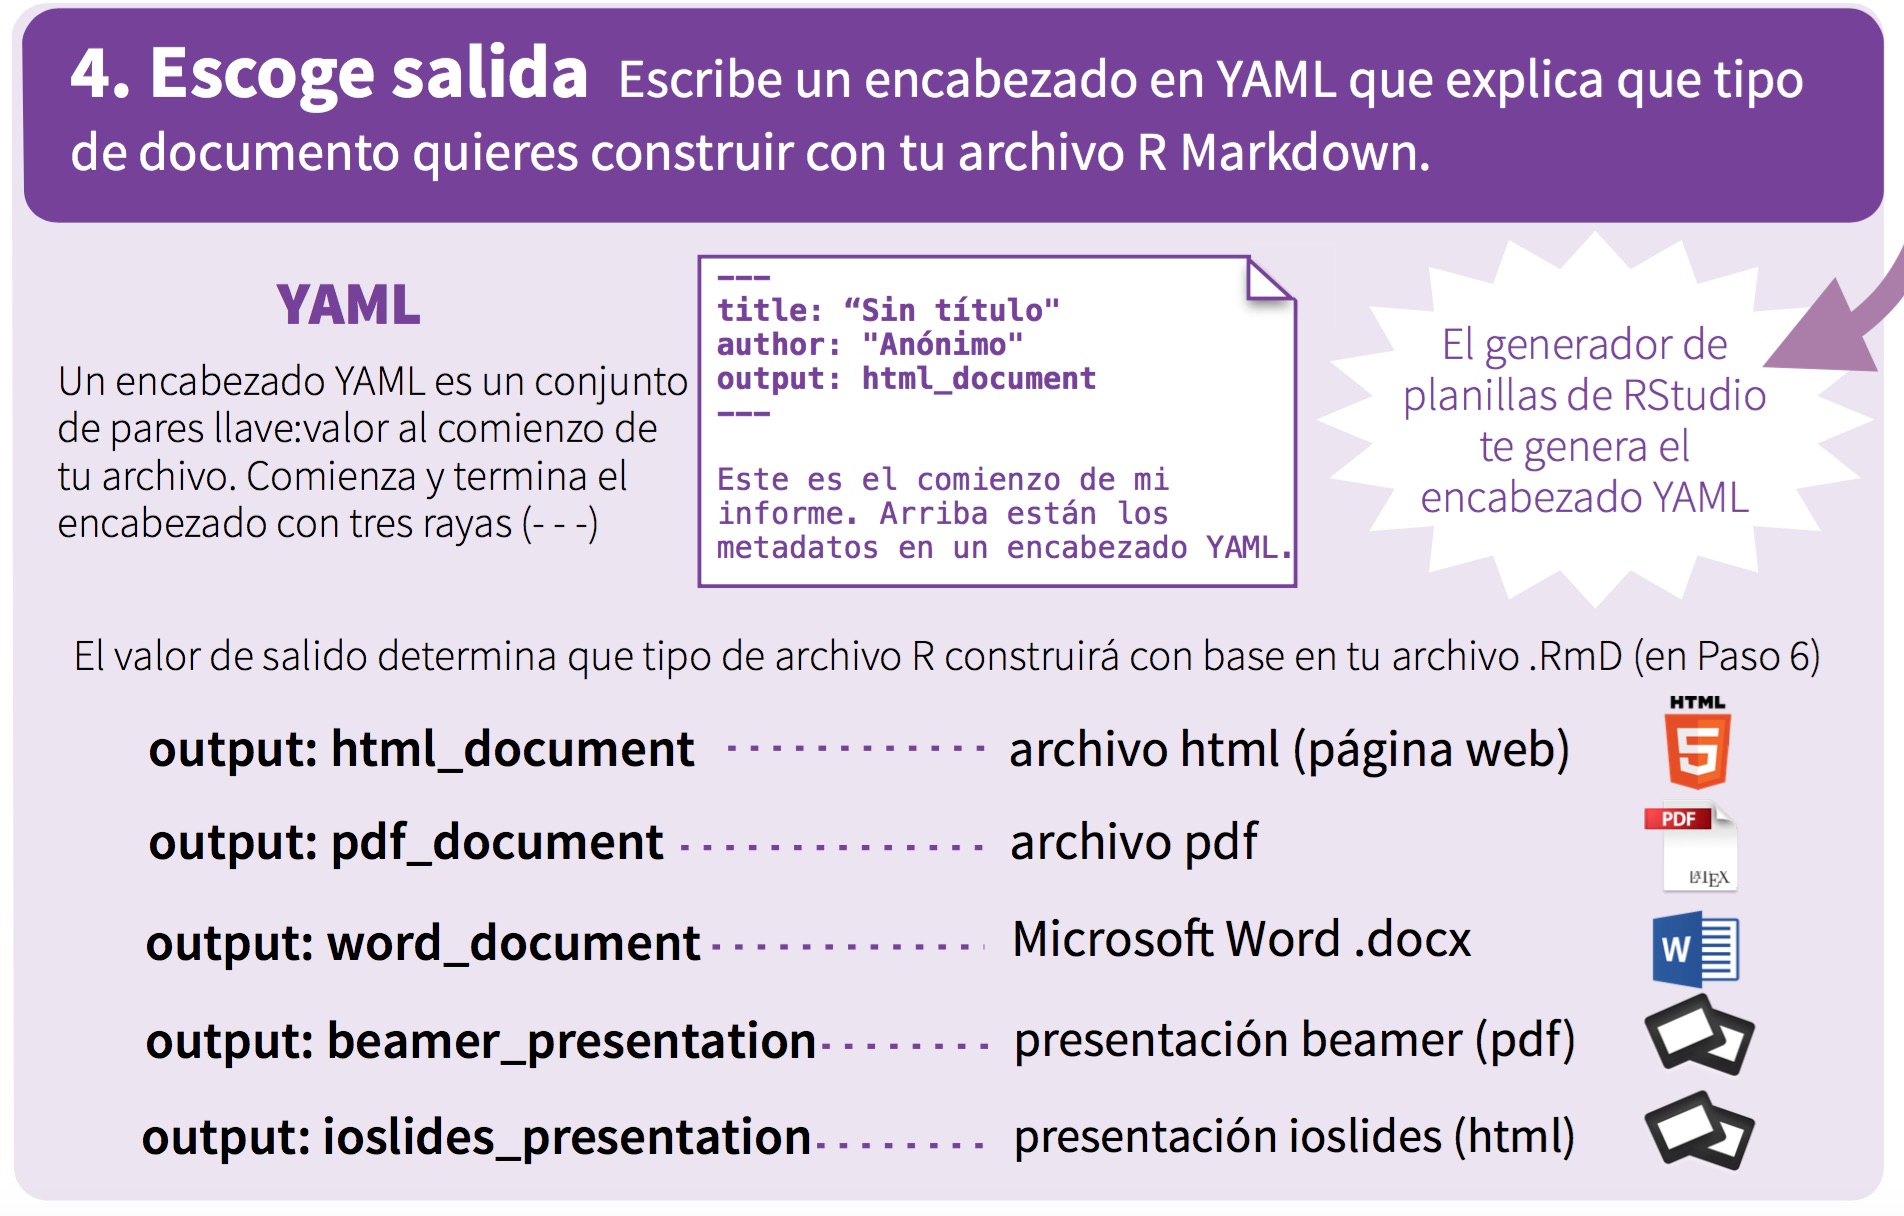 4. Escoge salida Escribe un encabezado en YAML que explica que tipo
de documento quieres construir con tu archivo R Markdown.
YAML
Un encabezado YAML es un conjunto
de pares llave:valor al comienzo de
tu archivo. Comienza y termina el
encabezado con tres rayas (- - -)
---
title: “Sin título"
author: "Anónimo"
output: html_document
---
Este es el comienzo de mi
informe. Arriba están los
metadatos en un encabezado YAML.
El generador de
planillas de RStudio
te genera el
encabezado YAML
El valor de salido determina que tipo de archivo R construirá con base en tu archivo .RmD (en Paso 6)
output: html_document archivo html (página web) HTML 5
output: pdf_document archivo pdf PDF LATEX
output: word_document Microsoft Word .docx W
output: beamer_presentation presentación beamer (pdf)
output: ioslides_presentation presentación ioslides (html)